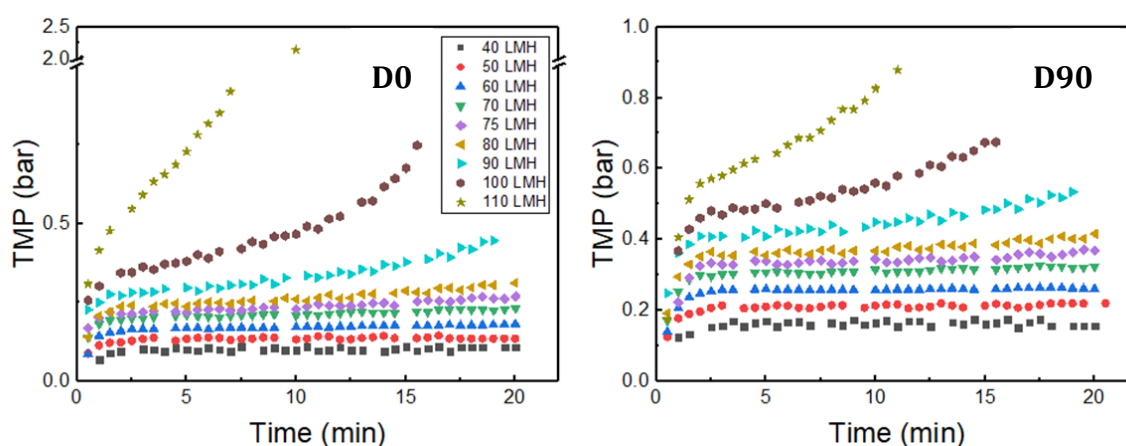 2.5
2.0
0.5
0.0
TMP (bar)
0
5
10
15
20
Time (min)
D0
40 LMH
50 LMH
60 LMH
70 LMH
75 LMH
80 LMH
90 LMH
100 LMH
110 LMH
1.0
0.8
0.6
0.4
0.2
0.0
TMP (bar)
0
5
10
15
20
Time (min)
D90